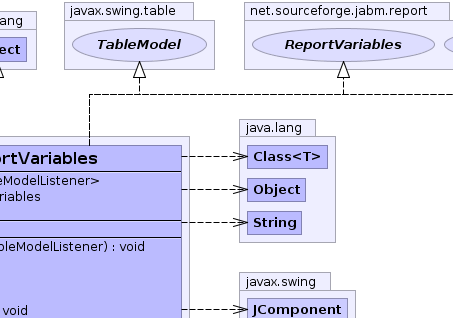 javax.swing.table
net.sourceforge.jabm.report
ang
ect
TableModel
ReportVariables
java.lang
ortVariables
Class<T>
eModelListener>
Object
riables
String
bleModelListener) : void
javax.swing
void
JComponent